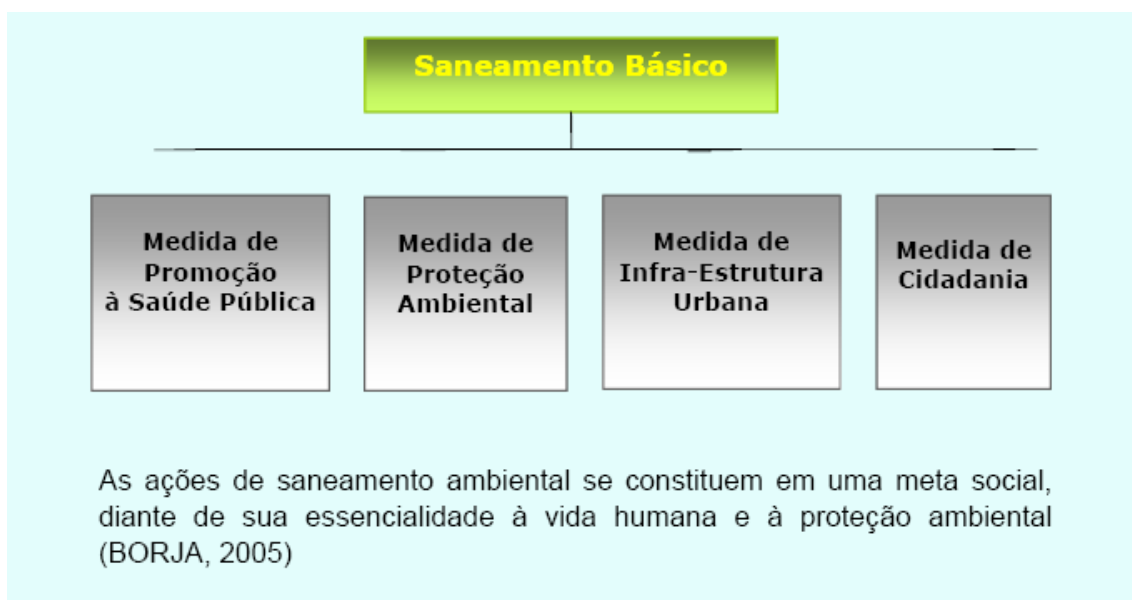 Saneamento Básico
Medida de
Promoção
à Saúde Pública
Medida de
Proteção
Ambiental
Medida de
Infra-Estrutura
Urbana
Medida de
Cidadania
As ações de saneamento ambiental se constituem em uma meta social,
diante de sua essencialidade à vida humana e à proteção ambiental
(BORJA, 2005)